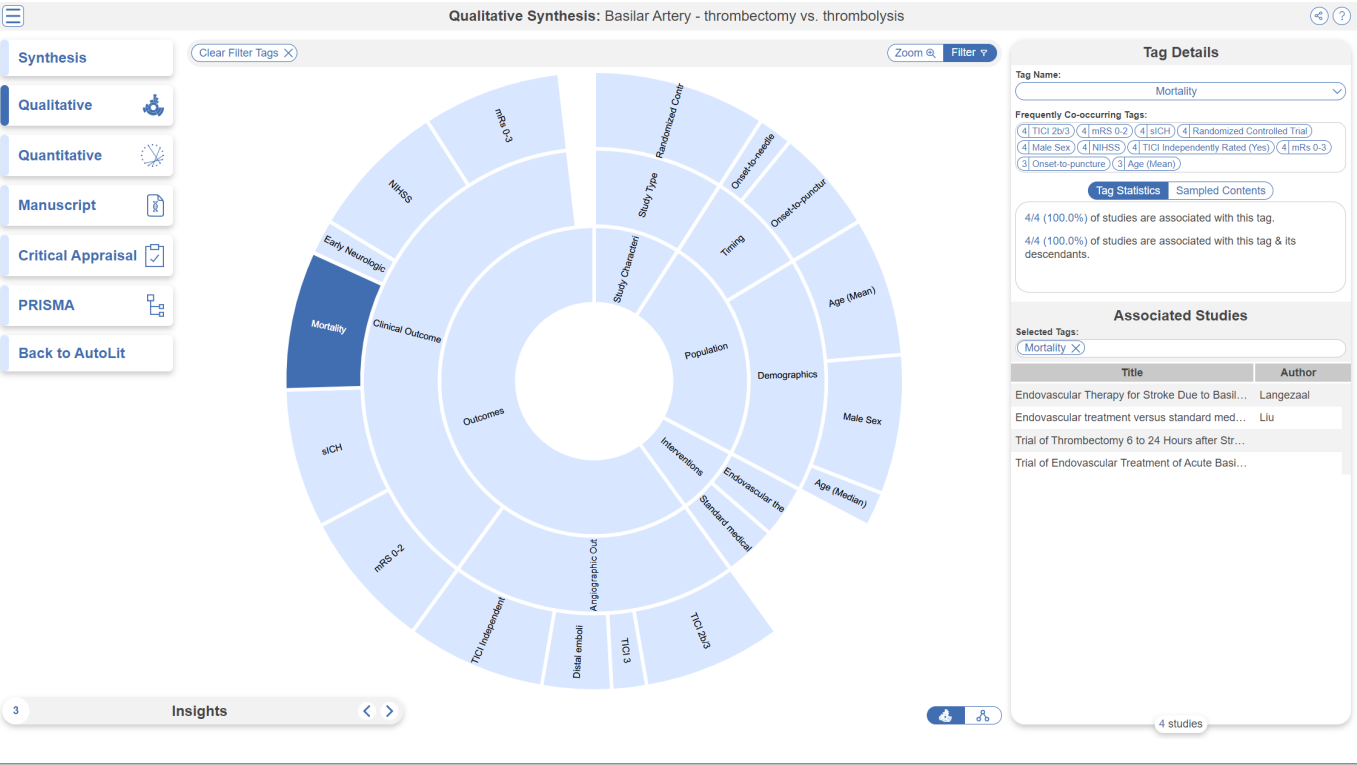 Qualitative Synthesis: Basilar Artery - thrombectomy vs. thrombolysis
?
Synthesis
Qualitative
Quantitative
Manuscript
Critical Appraisal
PRISMA
Back to AutoLit
Clear Filter Tags X
Zoom
Filter
Randomized Contr
Onset-to-needle
Onset-to-punctur
Study Type
Timing
Study Characteri
Population
Demographics
Age (Mean)
Male Sex
Age (Median)
Interventions
Endovascular the
Standard medical
Outcomes
Angiographic Out
TICI 2b/3
TICI 3
Distal emboli
TICI Independent
Clinical Outcome
mRS 0-2
sICH
Mortality
Early Neurologic
NIHSS
mRs 0-3
3
Insights
Tag Details
Tag Name:
Mortality
Frequently Co-occurring Tags:
4 TICI 2b/3 4 mRS 0-2 4 sICH 4 Randomized Controlled Trial
4 Male Sex 4 NIHSS 4 TICI Independently Rated (Yes) 4 mRs 0-3
3 Onset-to-puncture 3 Age (Mean)
Tag Statistics Sampled Contents
4/4 (100.0%) of studies are associated with this tag.
4/4 (100.0%) of studies are associated with this tag & its
descendants.
Associated Studies
Selected Tags:
Mortality X
Title Author
Endovascular Therapy for Stroke Due to Basil... Langezaal
Endovascular treatment versus standard med... Liu
Trial of Thrombectomy 6 to 24 Hours after Str...
Trial of Endovascular Treatment of Acute Basi...
4 studies